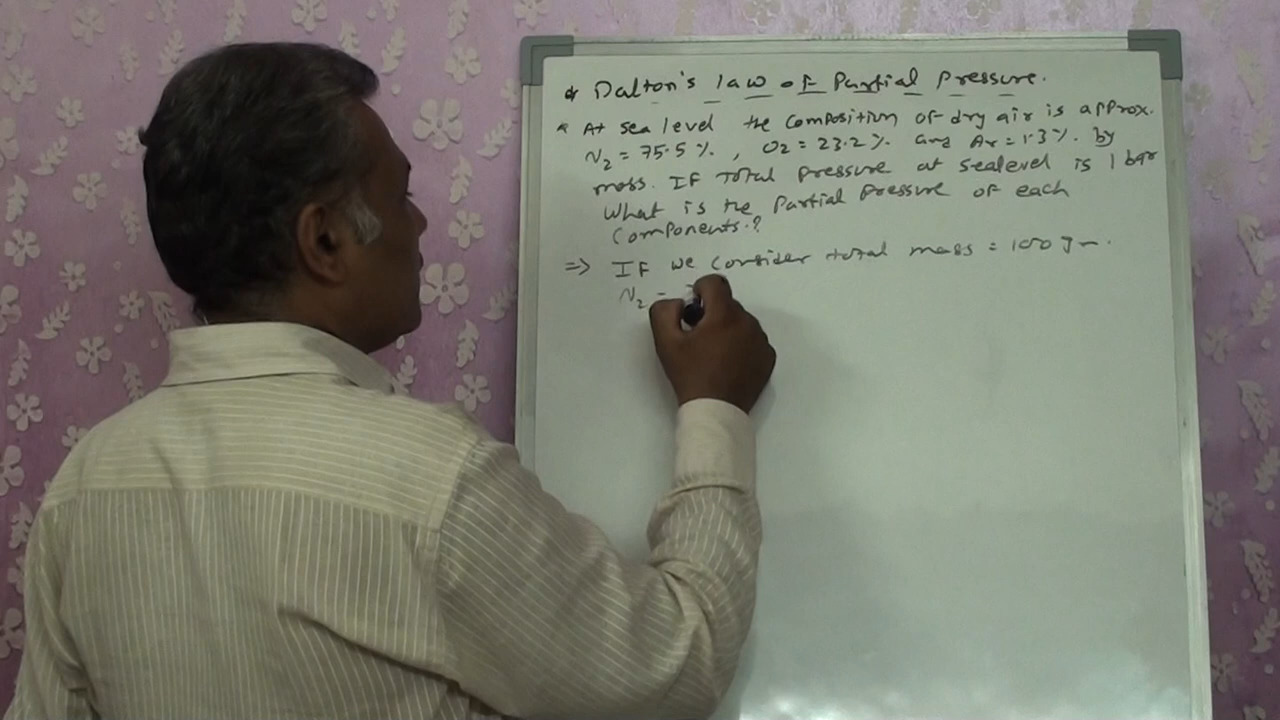 * Dalton's law of Partial Pressure.
* At sea level the composition of dry air is approx.
N2 = 75.5 %, O2 = 23.2 %. and Ar = 1.3 %. by
mass. If Total pressure at sealevel is 1 bar
What is the Partial Pressure of each
Components.?
=> If we consider total mass = 100 gm.
N2 =